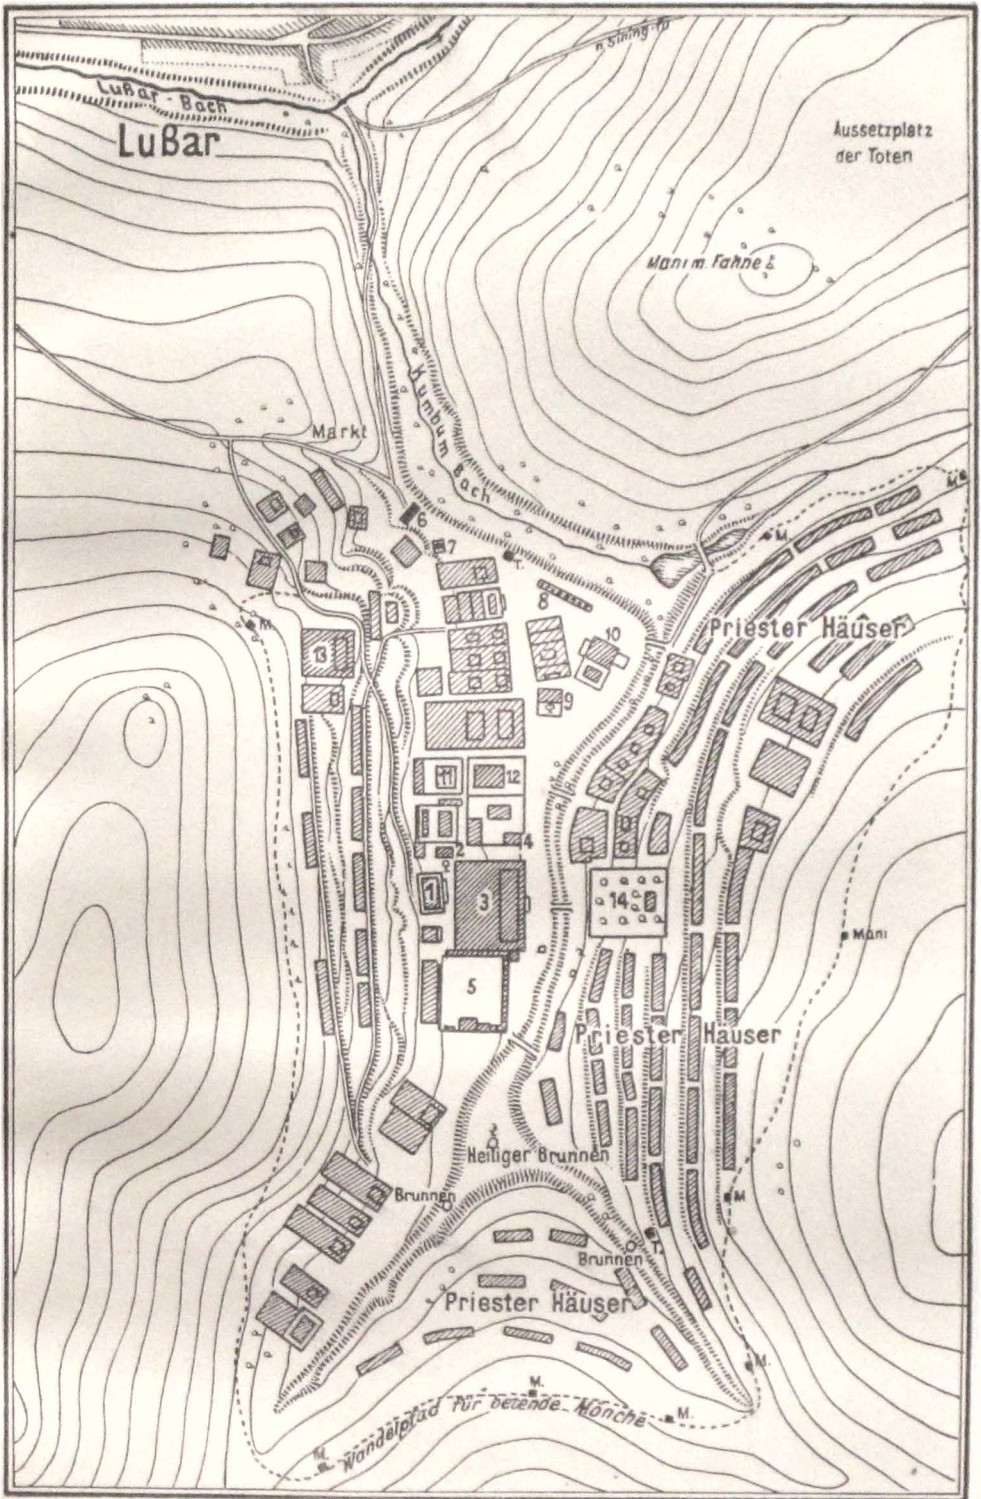 n. Sining-fu
Lußar-Bach
Lußar
Aussetzplatz
der Toten
Mani m. Fahne
Kumbum
Bach
Markt
M.
6
7
T.
M.
8
Priester Häuser
M.
13
10
9
11
12
2
4
1
3
14
Mani
5
Priester Häuser
Heiliger Brunnen
Brunnen
M
T.
Brunnen
Priester Häuser
M.
M.
M.
Wandelpfad für betende Mönche
M.